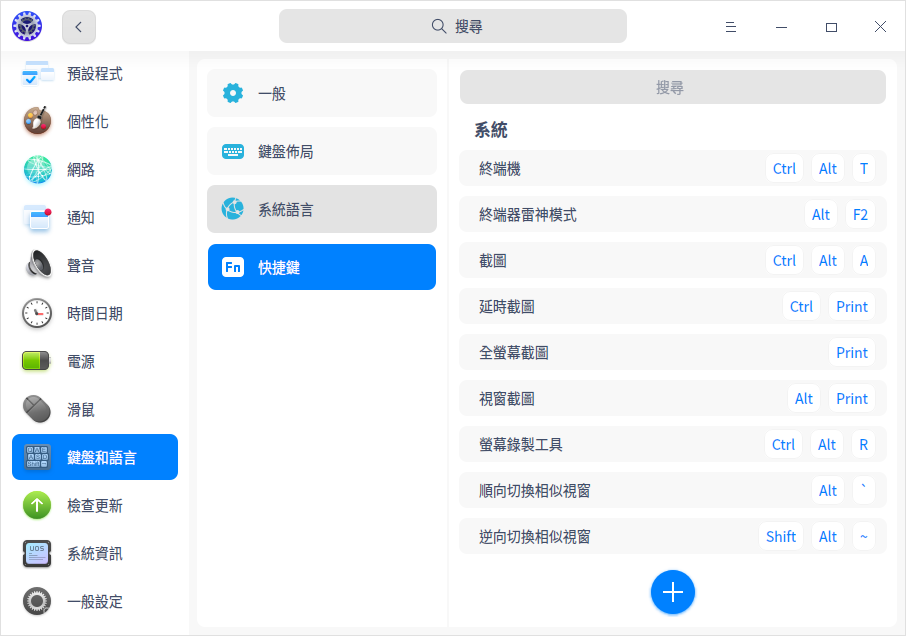 搜尋
預設程式
個性化
網路
通知
聲音
時間日期
電源
滑鼠
鍵盤和語言
檢查更新
UOS
系統資訊
一般設定
一般
鍵盤佈局
系統語言
Fn 快捷鍵
搜尋
系統
終端機 Ctrl Alt T
終端器雷神模式 Alt F2
截圖 Ctrl Alt A
延時截圖 Ctrl Print
全螢幕截圖 Print
視窗截圖 Alt Print
螢幕錄製工具 Ctrl Alt R
順向切換相似視窗 Alt `
逆向切換相似視窗 Shift Alt ~